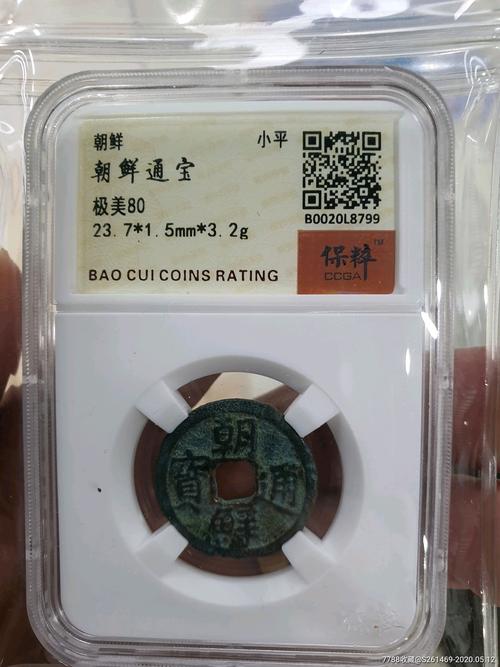 朝鲜
小平
朝鲜通宝
极美80
23.7*1.5mm*3.2g
B0020L8799
BAO CUI COINS RATING
保粹™
CCGA
朝鮮通寶
7788收藏@S261469-2020.05.12